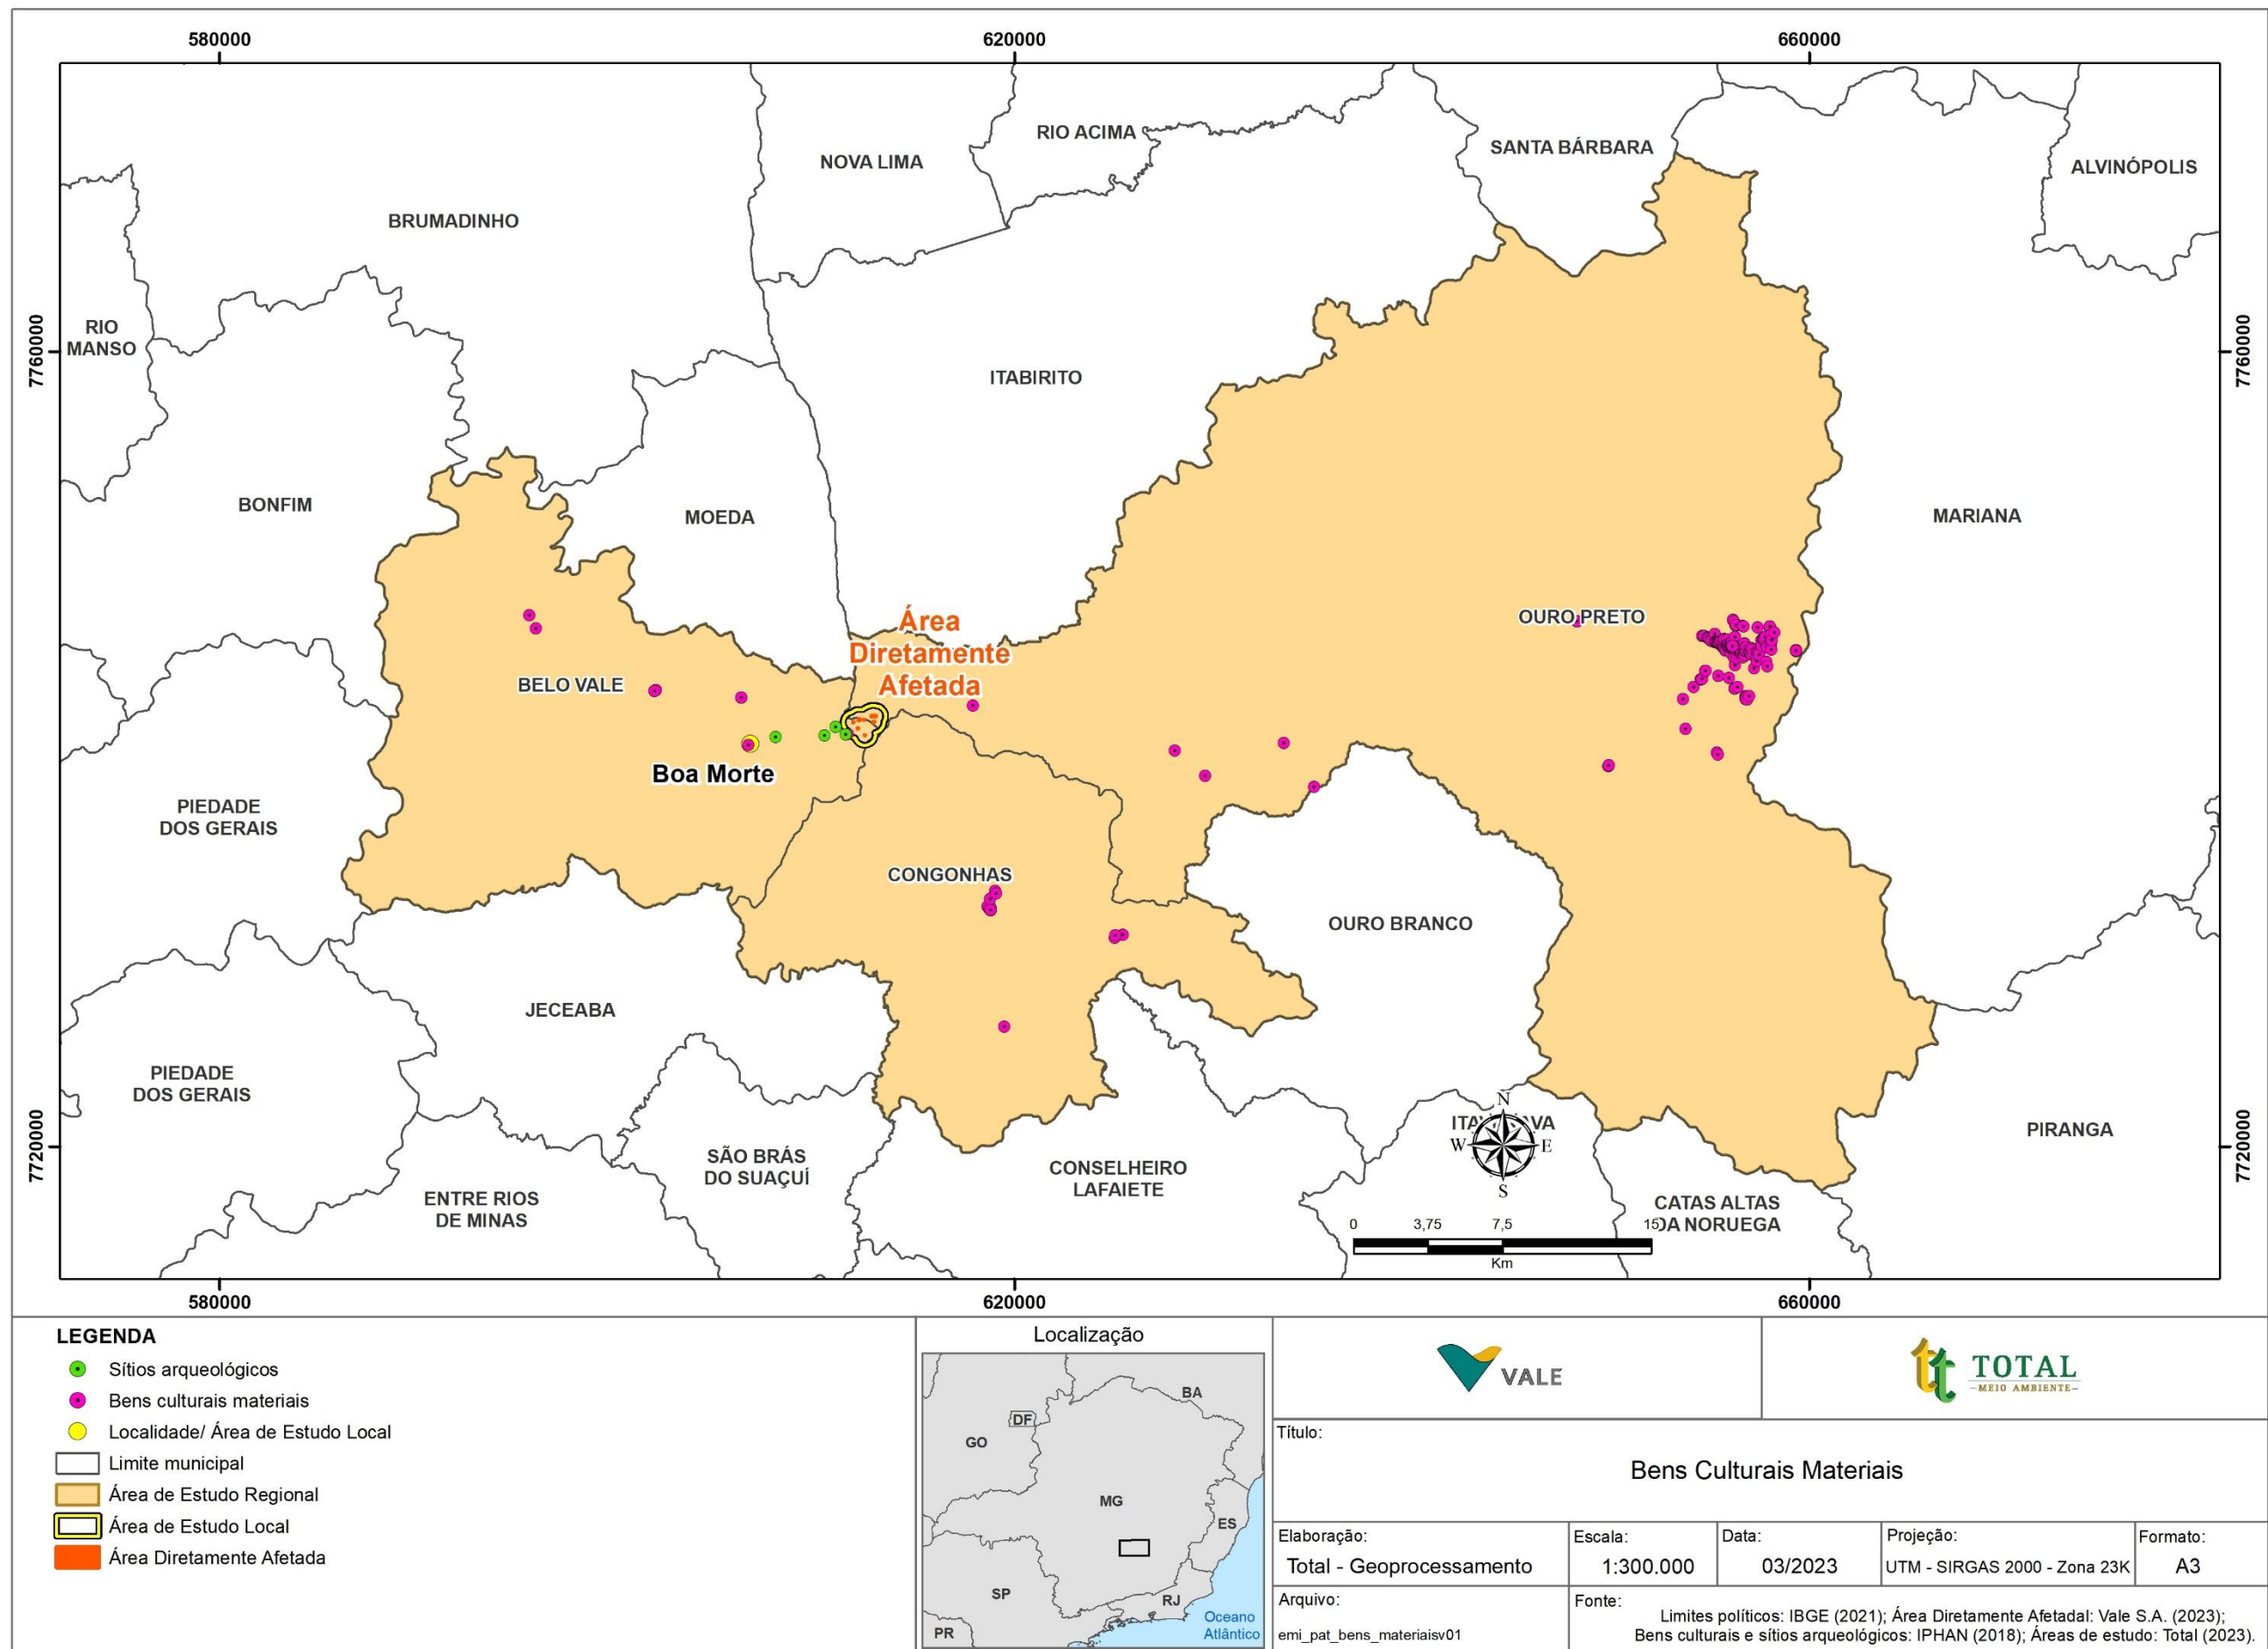 580000
620000
660000
RIO ACIMA
SANTA BÁRBARA
NOVA LIMA
ALVINÓPOLIS
BRUMADINHO
7760000
7760000
RIO
MANSO
ITABIRITO
BONFIM
MOEDA
MARIANA
Área
Diretamente
Afetada
OURO PRETO
BELO VALE
Boa Morte
PIEDADE
DOS GERAIS
CONGONHAS
OURO BRANCO
JECEABA
PIEDADE
DOS GERAIS
N
W
E
S
7720000
7720000
PIRANGA
SÃO BRÁS
DO SUAÇUÍ
CONSELHEIRO
LAFAIETE
ENTRE RIOS
DE MINAS
CATAS ALTAS
DA NORUEGA
0 3,75 7,5 15
Km
580000
620000
660000
LEGENDA
Sítios arqueológicos
Bens culturais materiais
Localidade/ Área de Estudo Local
Limite municipal
Área de Estudo Regional
Área de Estudo Local
Área Diretamente Afetada
Localização
BA
DF
GO
MG
ES
SP
RJ
PR
Oceano
Atlântico
VALE
tt TOTAL
MEIO AMBIENTE
Título:
Bens Culturais Materiais
Elaboração:
Total - Geoprocessamento
Escala:
1:300.000
Data:
03/2023
Projeção:
UTM - SIRGAS 2000 - Zona 23K
Formato:
A3
Arquivo:
emi_pat_bens_materiaisv01
Fonte:
Limites políticos: IBGE (2021); Área Diretamente Afetadal: Vale S.A. (2023);
Bens culturais e sítios arqueológicos: IPHAN (2018); Áreas de estudo: Total (2023).